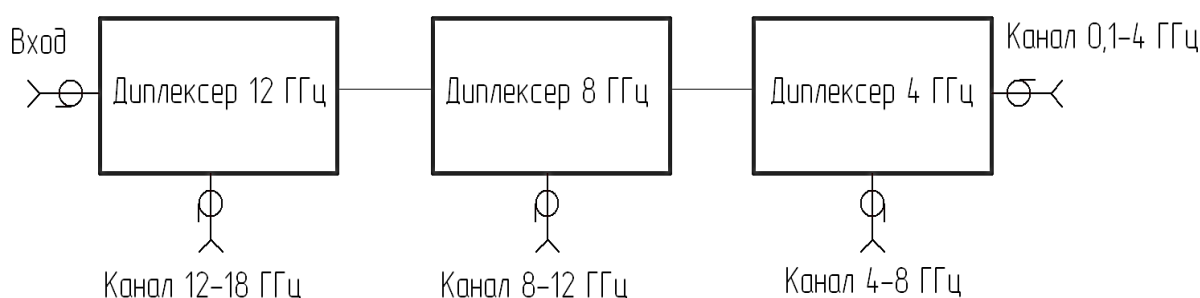 Вход
Канал 0,1–4 ГГц
Диплексер 12 ГГц
Диплексер 8 ГГц
Диплексер 4 ГГц
Канал 12–18 ГГц
Канал 8–12 ГГц
Канал 4–8 ГГц